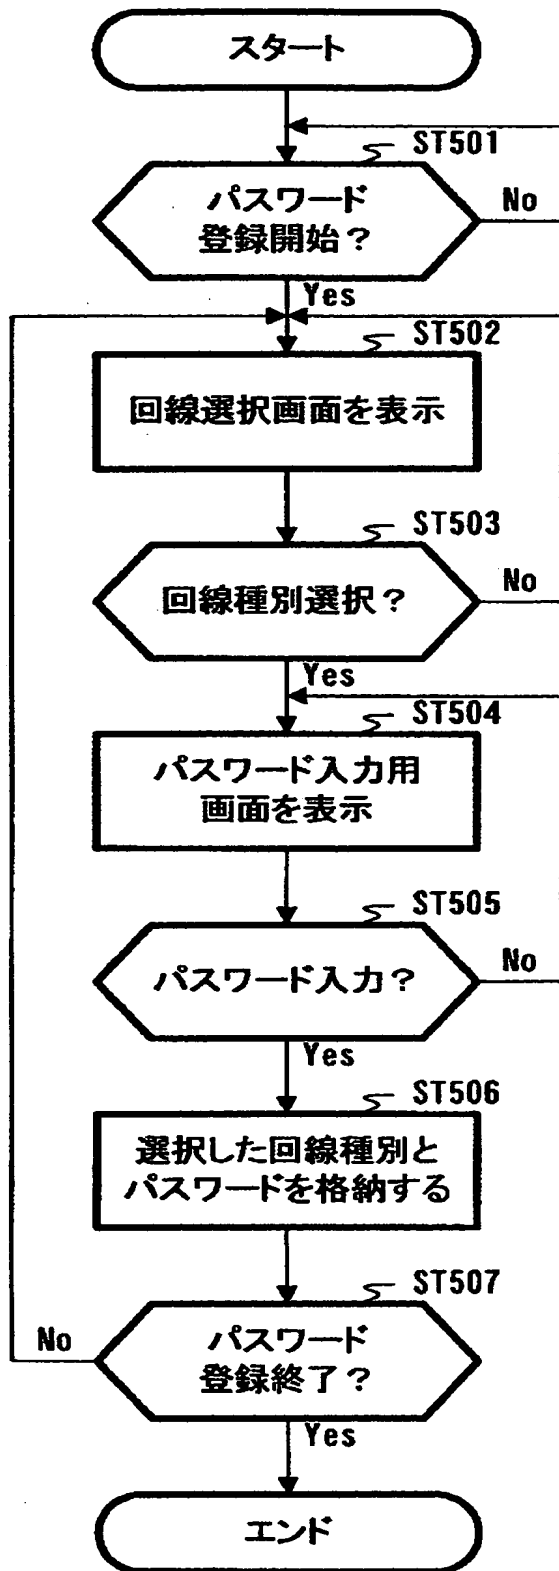 スタート
ST501
パスワード
登録開始？
No
Yes
ST502
回線選択画面を表示
ST503
回線種別選択？
No
Yes
ST504
パスワード入力用
画面を表示
ST505
パスワード入力？
No
Yes
ST506
選択した回線種別と
パスワードを格納する
ST507
パスワード
登録終了？
No
Yes
エンド